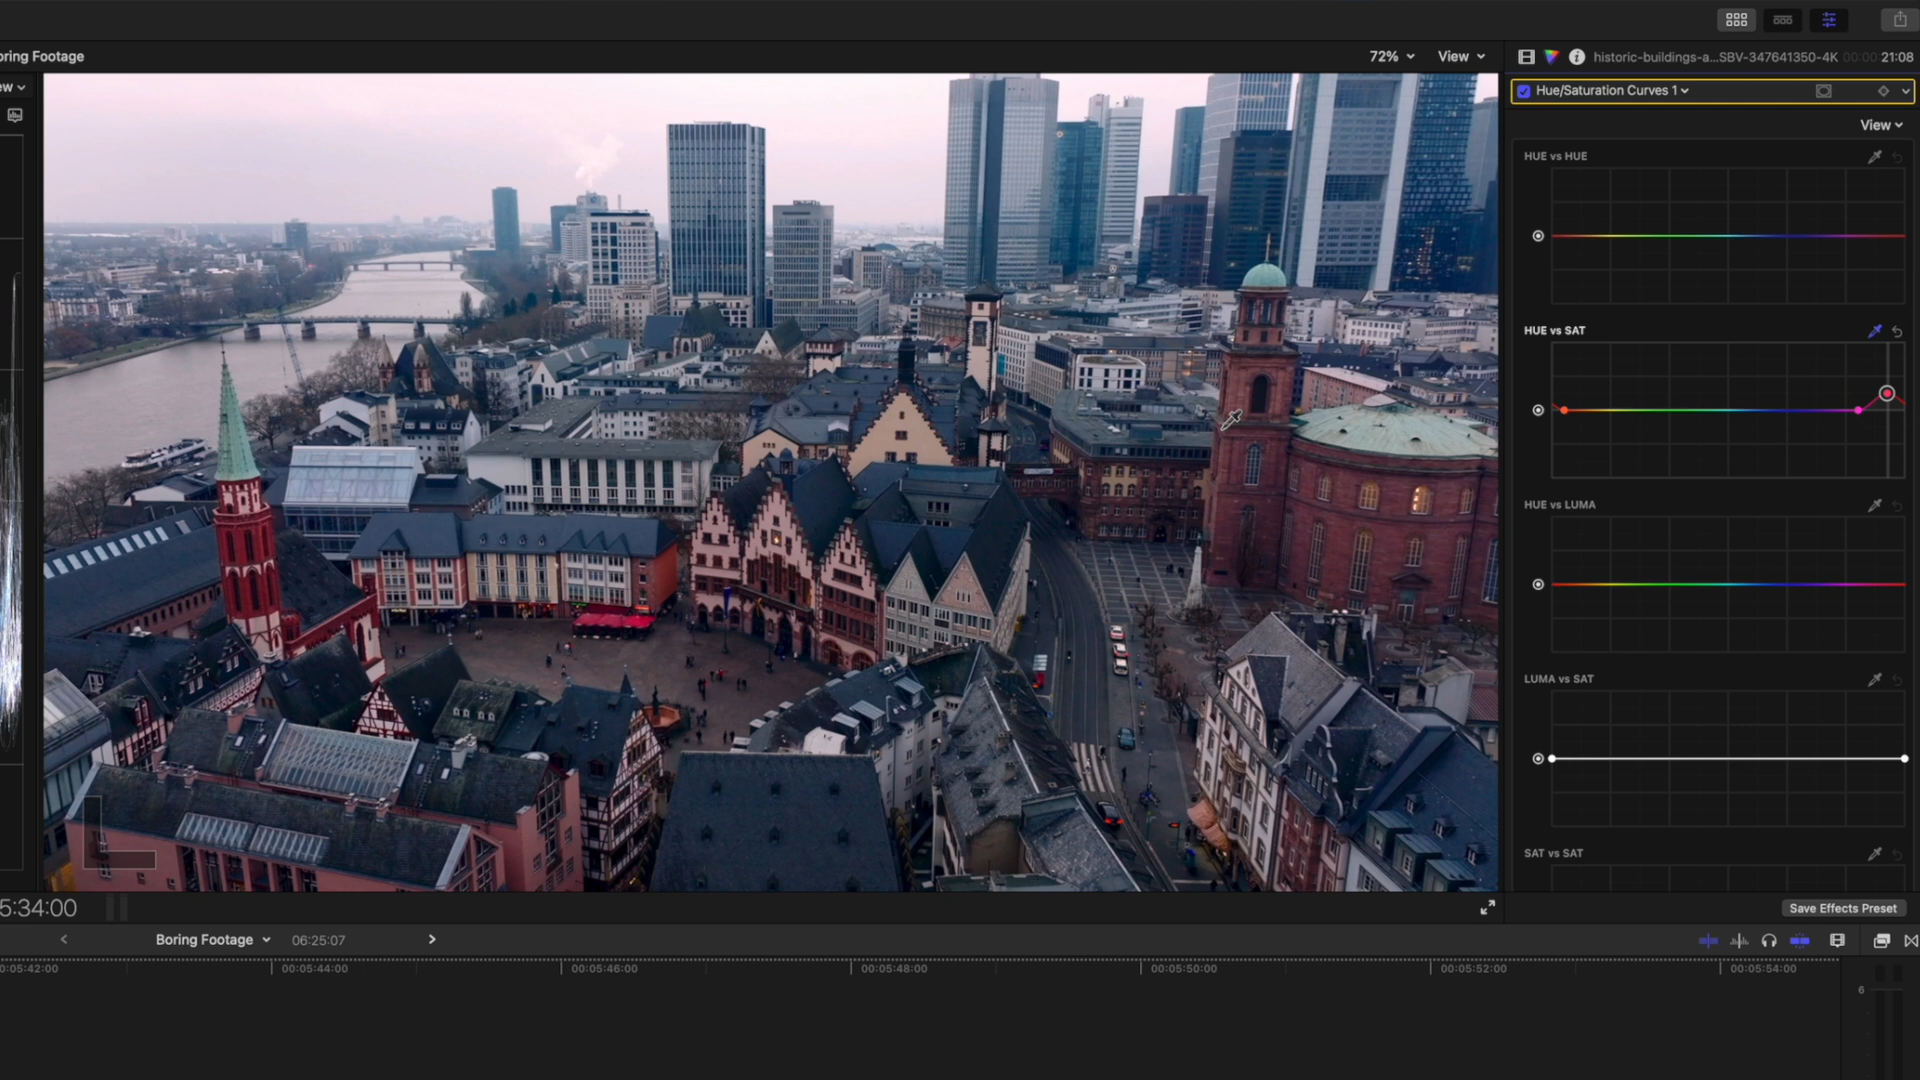 oring Footage
72%
View
historic-buildings-a...SBV-347641350-4K
00:00:21:08
ew
Hue/Saturation Curves 1
View
HUE vs HUE
HUE vs SAT
HUE vs LUMA
LUMA vs SAT
SAT vs SAT
5:34:00
Save Effects Preset
Boring Footage
06:25:07
0:05:42:00
00:05:44:00
00:05:46:00
00:05:48:00
00:05:50:00
00:05:52:00
00:05:54:00
6